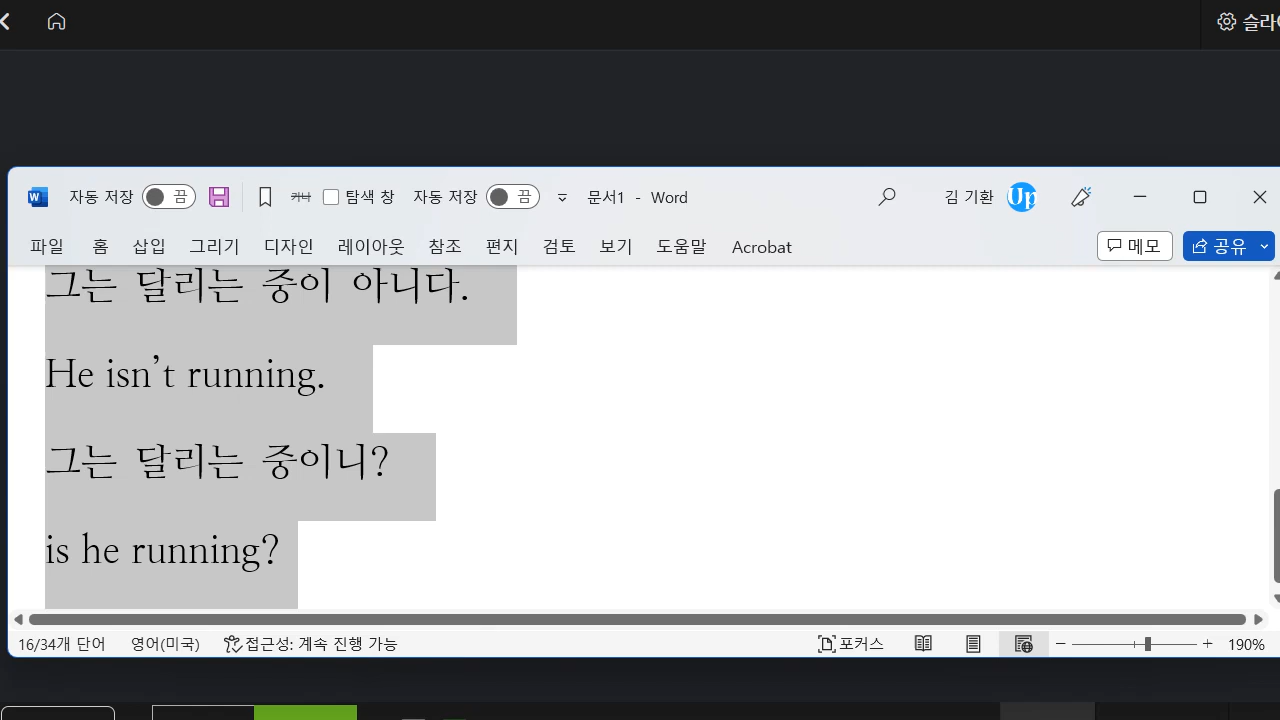 슬라이
자동 저장 끔 가나 탐색 창 자동 저장 끔 문서1 - Word 김 기환 Up
파일 홈 삽입 그리기 디자인 레이아웃 참조 편지 검토 보기 도움말 Acrobat 메모 공유
그는 달리는 중이 아니다.
He isn’t running.
그는 달리는 중이니?
is he running?
16/34개 단어 영어(미국) 접근성: 계속 진행 가능 포커스 190%